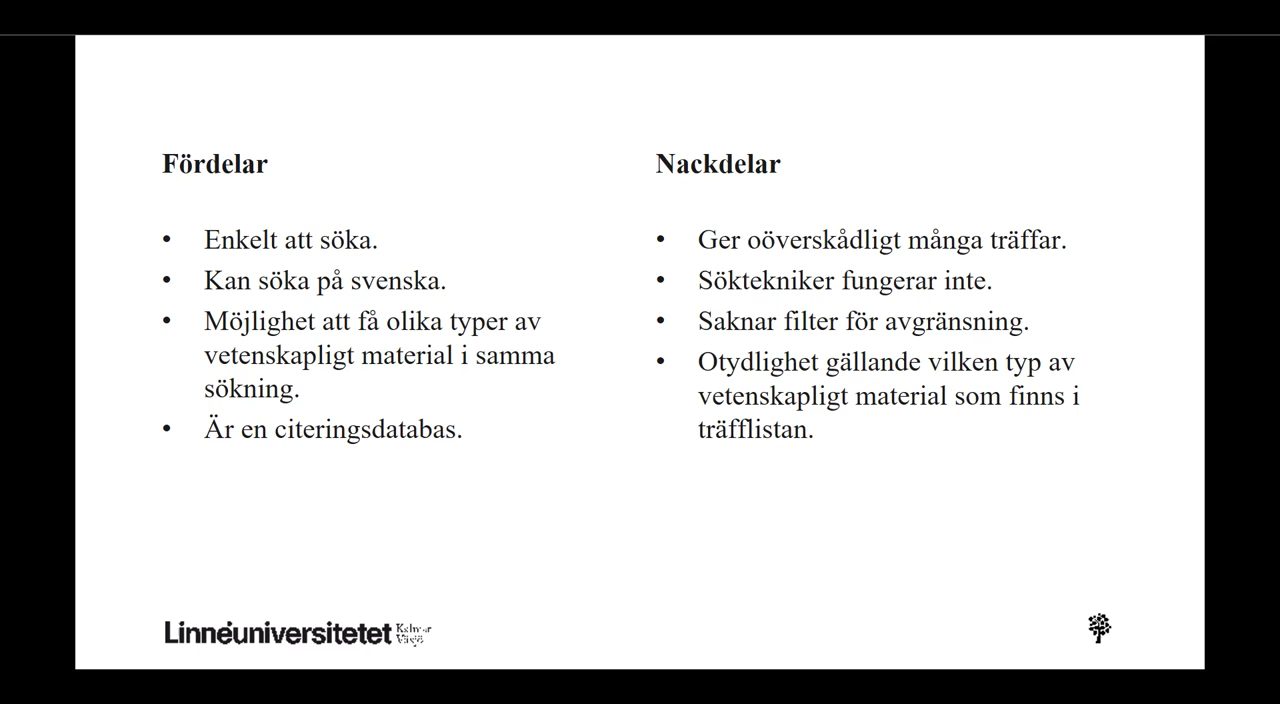 Fördelar
• Enkelt att söka.
• Kan söka på svenska.
• Möjlighet att få olika typer av
vetenskapligt material i samma
sökning.
• Är en citeringsdatabas.
Nackdelar
• Ger oöverskådligt många träffar.
• Söktekniker fungerar inte.
• Saknar filter för avgränsning.
• Otydlighet gällande vilken typ av
vetenskapligt material som finns i
träfflistan.
Linnéuniversitetet